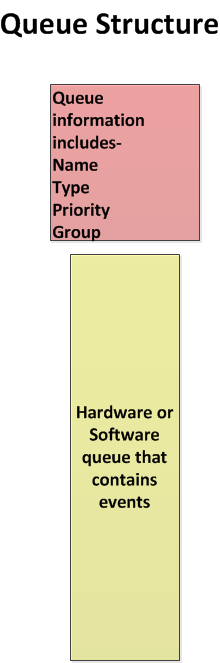 Queue Structure
Queue
information
includes-
Name
Type
Priority
Group
Hardware or
Software
queue that
contains
events